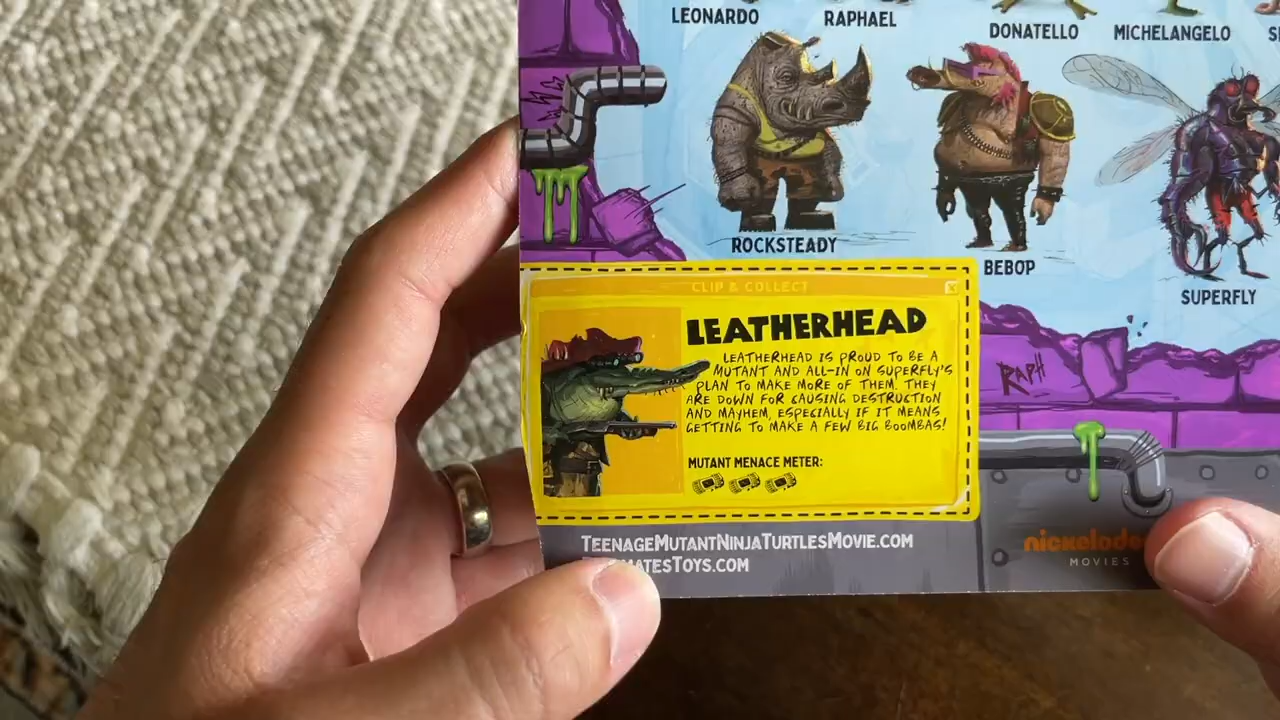 LEONARDO
RAPHAEL
DONATELLO
MICHELANGELO
ROCKSTEADY
BEBOP
SUPERFLY
CLIP & COLLECT
LEATHERHEAD
LEATHERHEAD IS PROUD TO BE A
MUTANT AND ALL-IN ON SUPERFLY'S
PLAN TO MAKE MORE OF THEM! THEY
ARE DOWN FOR CAUSING DESTRUCTION
AND MAYHEM, ESPECIALLY IF IT MEANS
GETTING TO MAKE A FEW BIG BOOMBAS!
MUTANT MENACE METER:
RAPH
TEENAGEMUTANTNINJATURTLESMOVIE.COM
MOVIES